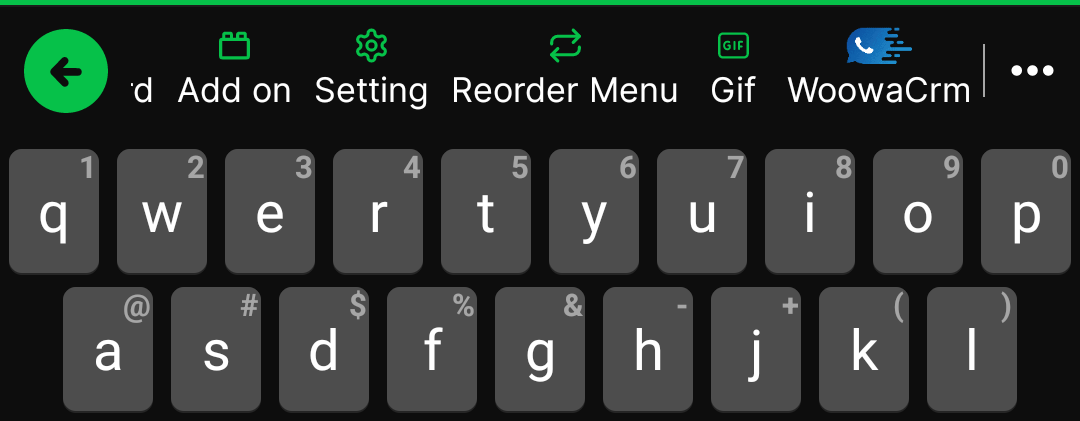 GIF
rd Add on Setting Reorder Menu Gif WoowaCrm
1 2 3 4 5 6 7 8 9 0
q w e r t y u i o p
@ # $ % & - + ( )
a s d f g h j k l